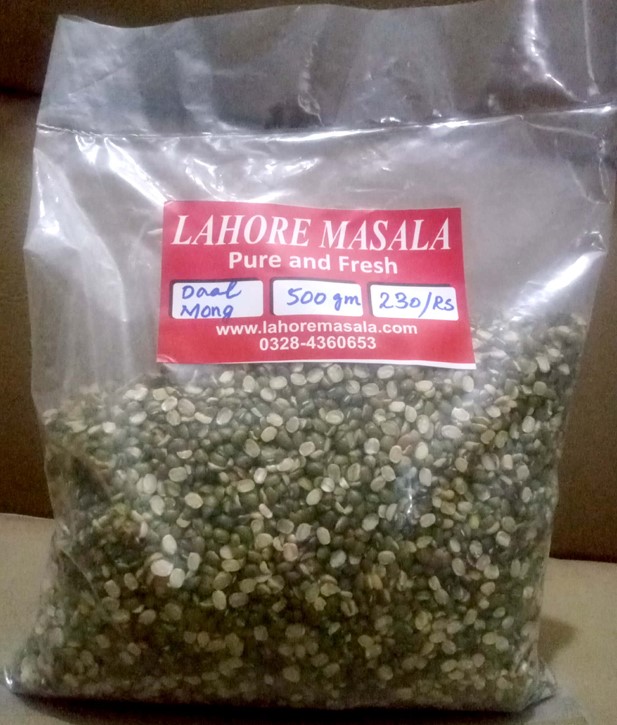 LAHORE MASALA
Pure and Fresh
Daal Mong
500 gm
230/Rs
www.lahoremasala.com
0328-4360653